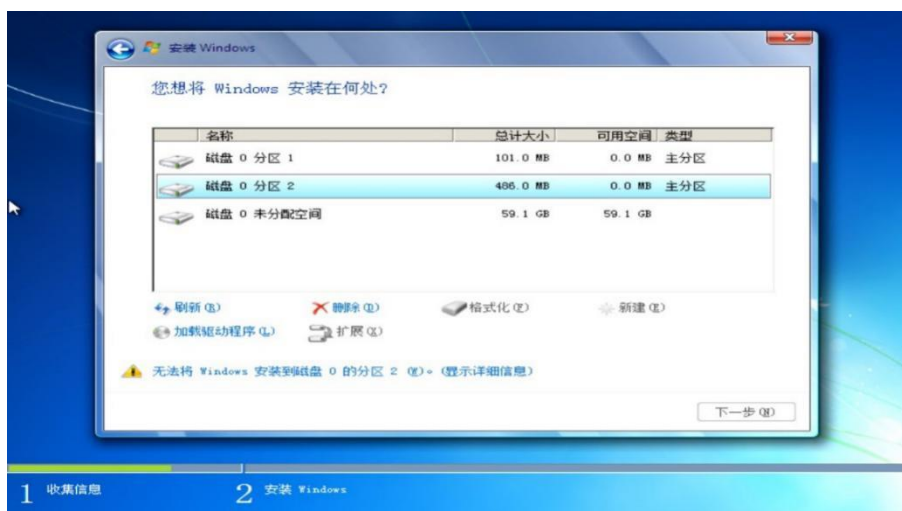 安装 Windows
您想将 Windows 安装在何处?
名称 总计大小 可用空间 类型
磁盘 0 分区 1 101.0 MB 0.0 MB 主分区
磁盘 0 分区 2 486.0 MB 0.0 MB 主分区
磁盘 0 未分配空间 59.1 GB 59.1 GB
刷新(R) 删除(D) 格式化(F) 新建(E)
加载驱动程序(L) 扩展(X)
无法将 Windows 安装到磁盘 0 的分区 2 (W)。(显示详细信息)
下一步(N)
1 收集信息 2 安装 Windows